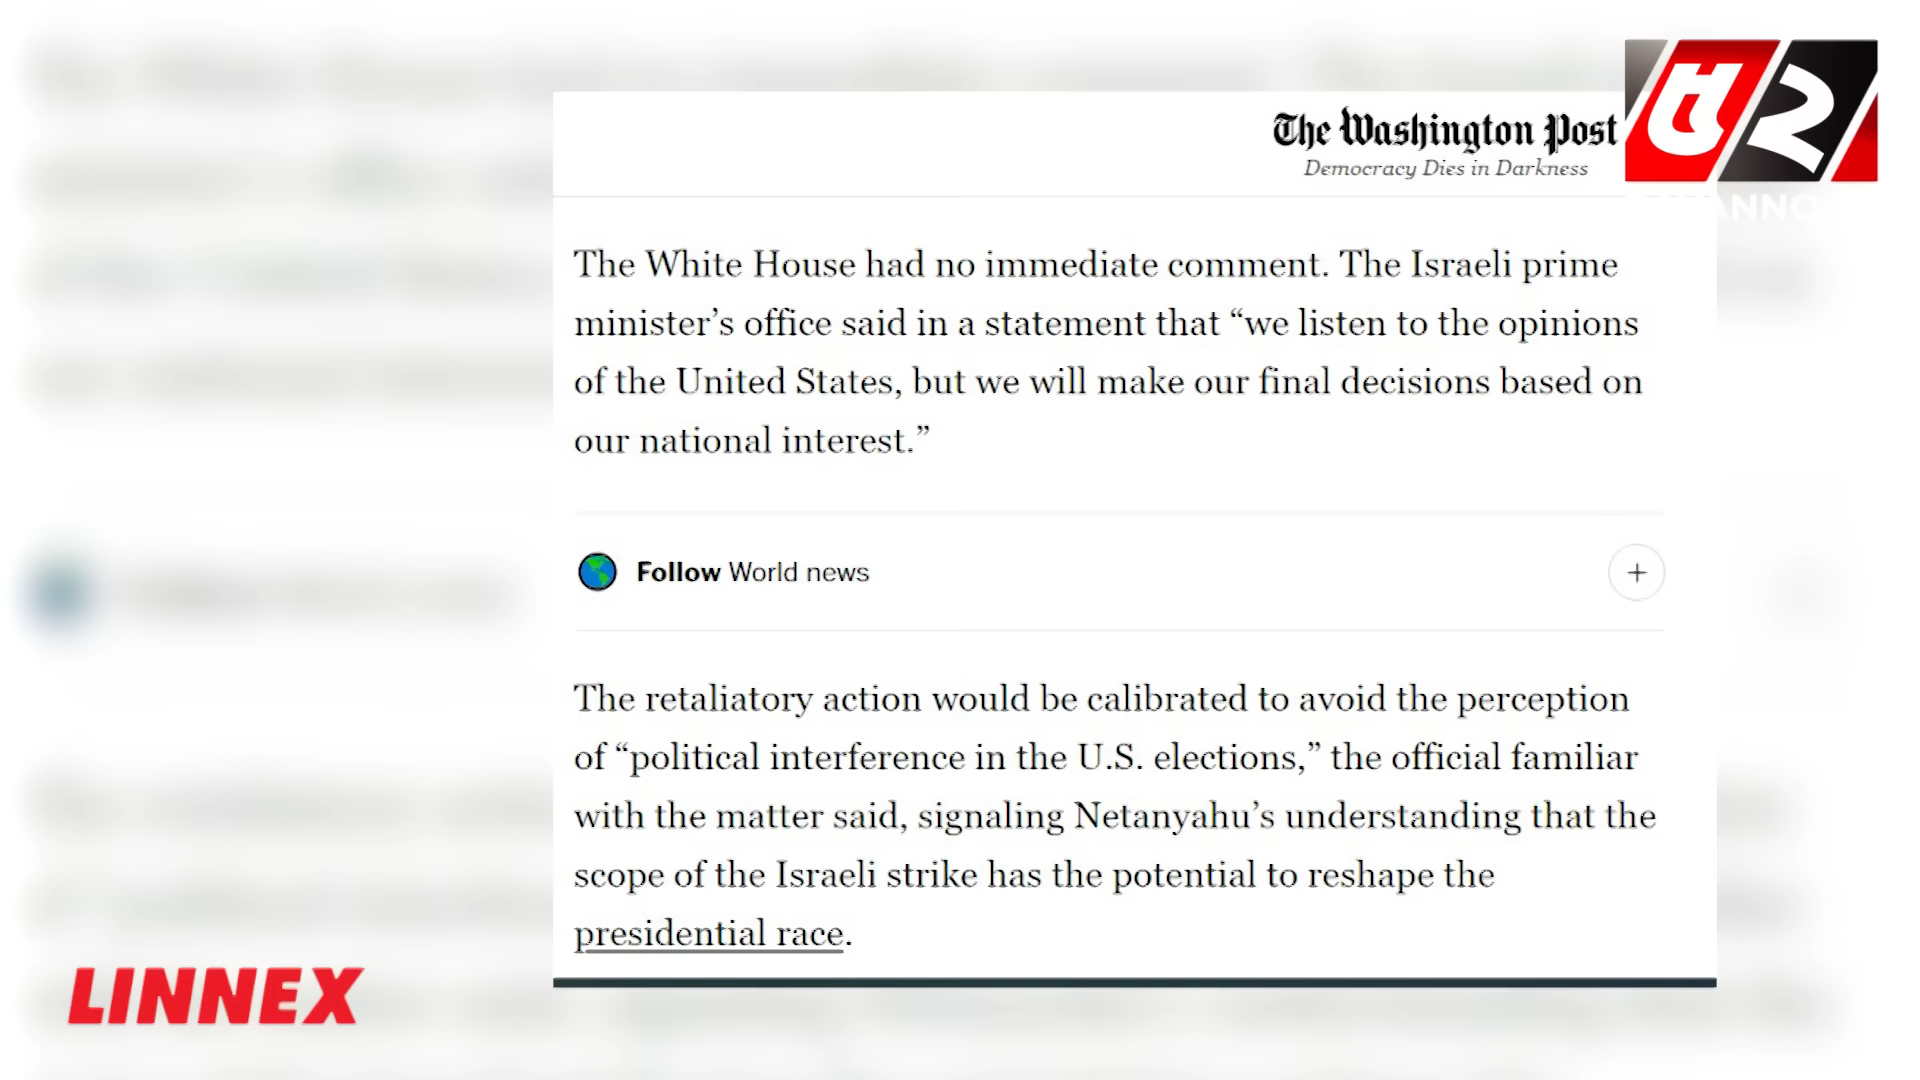 The Washington Post
Democracy Dies in Darkness
The White House had no immediate comment. The Israeli prime
minister’s office said in a statement that “we listen to the opinions
of the United States, but we will make our final decisions based on
our national interest.”
Follow World news
The retaliatory action would be calibrated to avoid the perception
of “political interference in the U.S. elections,” the official familiar
with the matter said, signaling Netanyahu’s understanding that the
scope of the Israeli strike has the potential to reshape the
presidential race.
LINNEX